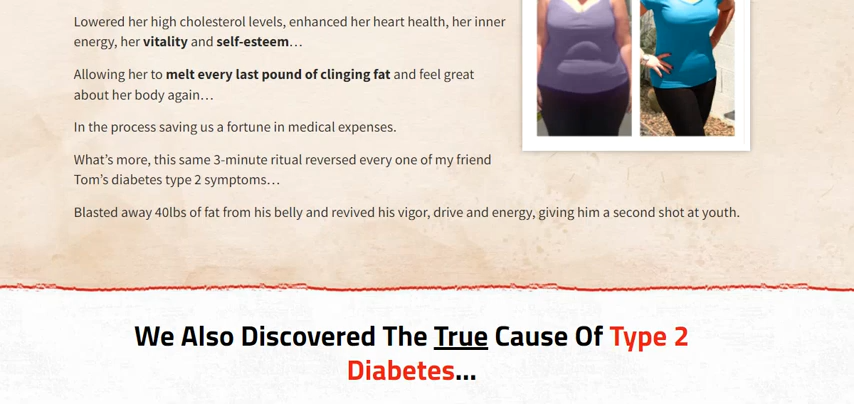 Lowered her high cholesterol levels, enhanced her heart health, her inner
energy, her vitality and self-esteem…
Allowing her to melt every last pound of clinging fat and feel great
about her body again…
In the process saving us a fortune in medical expenses.
What’s more, this same 3-minute ritual reversed every one of my friend
Tom’s diabetes type 2 symptoms…
Blasted away 40lbs of fat from his belly and revived his vigor, drive and energy, giving him a second shot at youth.
We Also Discovered The True Cause Of Type 2
Diabetes...